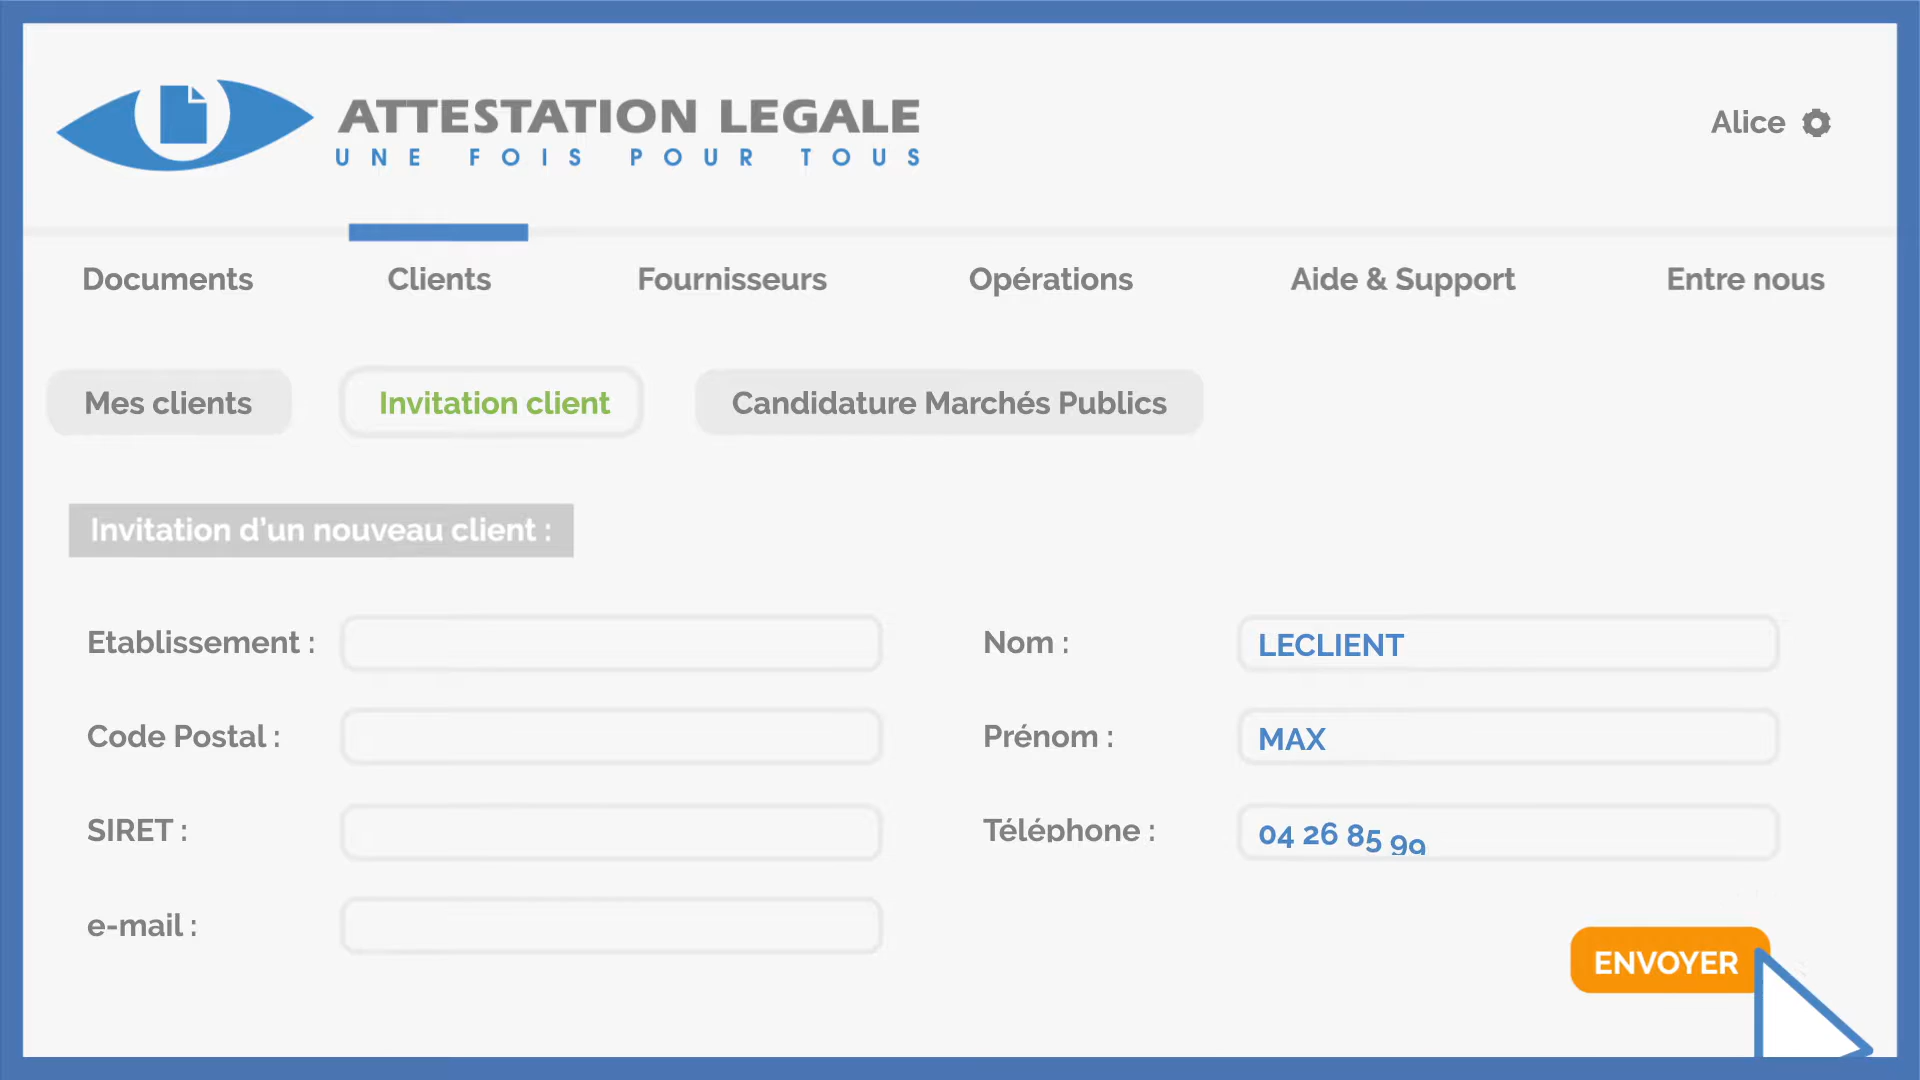 ATTESTATION LEGALE
UNE FOIS POUR TOUS
Alice
Documents Clients Fournisseurs Opérations Aide & Support Entre nous
Mes clients Invitation client Candidature Marchés Publics
Invitation d'un nouveau client :
Etablissement : Nom : LECLIENT
Code Postal : Prénom : MAX
SIRET : Téléphone : 04 26 85 99
e-mail :
ENVOYER